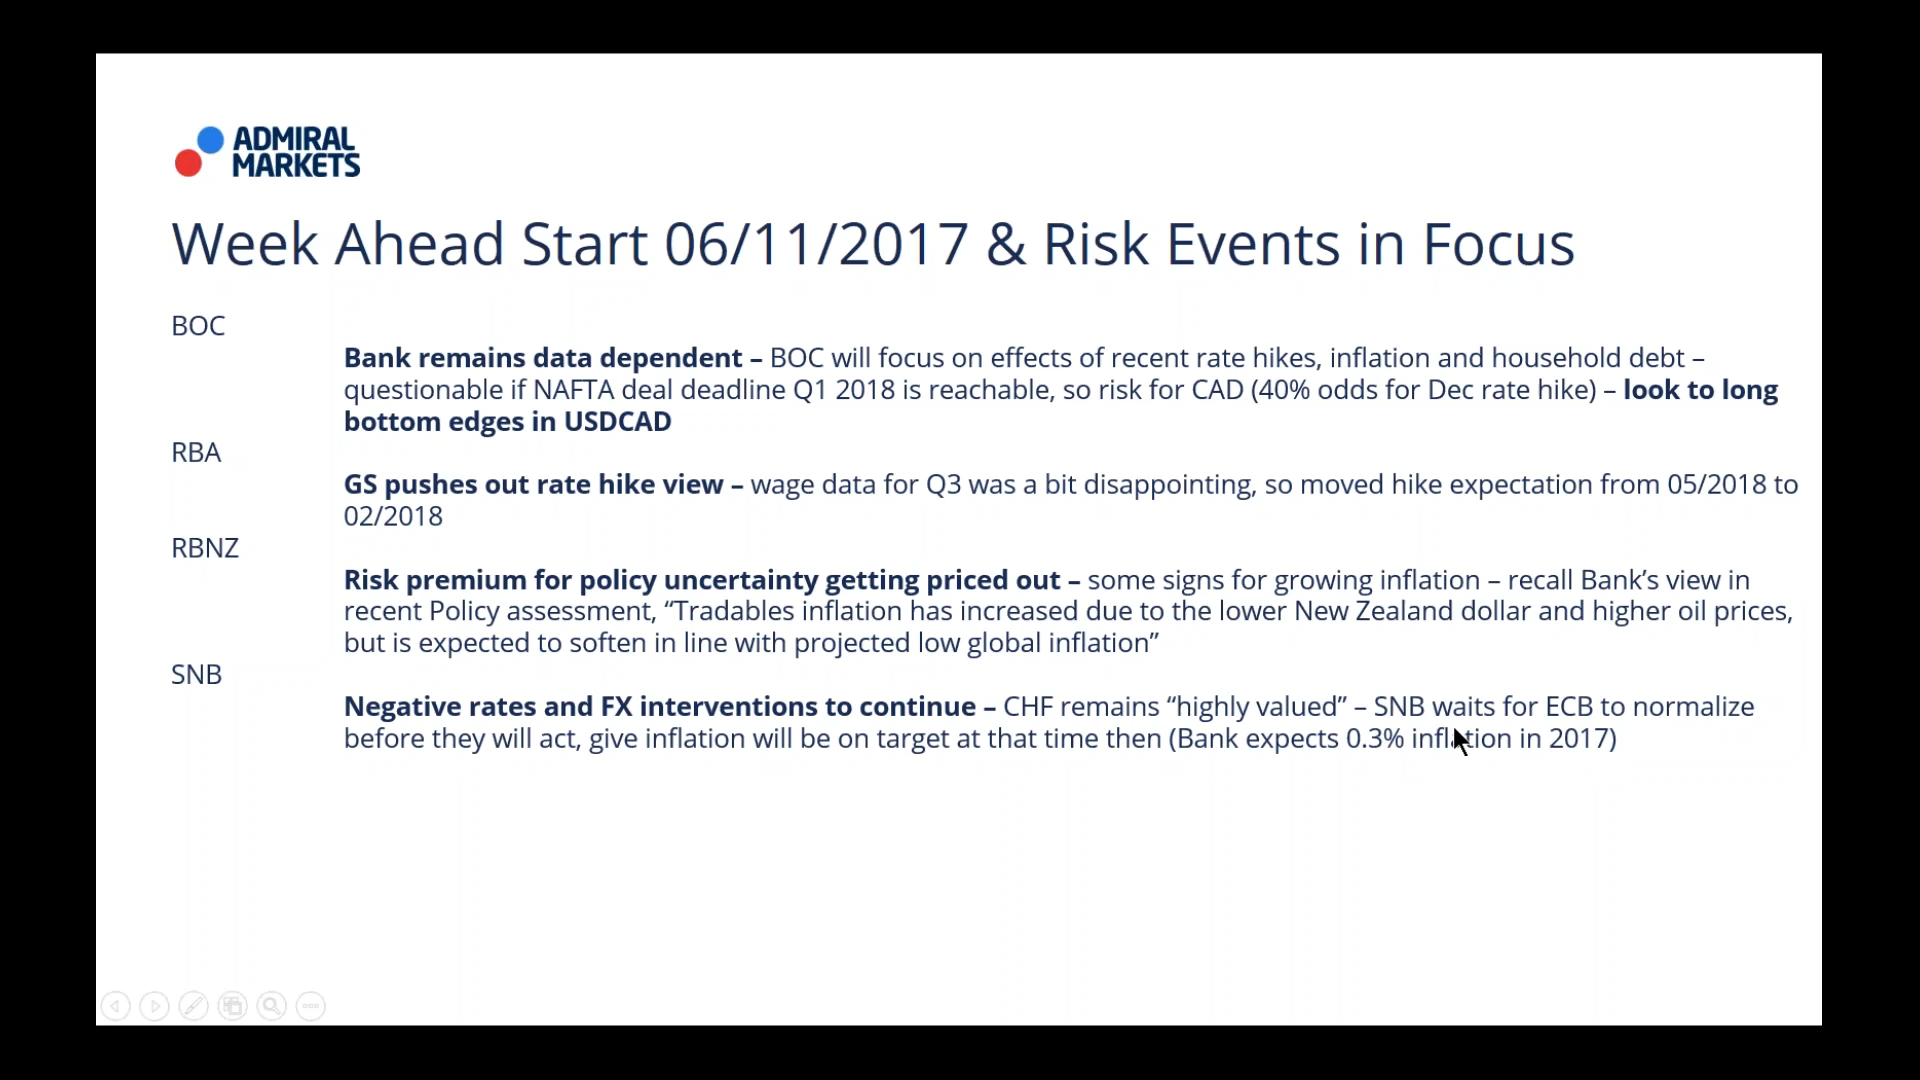 ADMIRAL
MARKETS
Week Ahead Start 06/11/2017 & Risk Events in Focus
BOC
Bank remains data dependent – BOC will focus on effects of recent rate hikes, inflation and household debt –
questionable if NAFTA deal deadline Q1 2018 is reachable, so risk for CAD (40% odds for Dec rate hike) – look to long
bottom edges in USDCAD
RBA
GS pushes out rate hike view – wage data for Q3 was a bit disappointing, so moved hike expectation from 05/2018 to
02/2018
RBNZ
Risk premium for policy uncertainty getting priced out – some signs for growing inflation – recall Bank’s view in
recent Policy assessment, “Tradables inflation has increased due to the lower New Zealand dollar and higher oil prices,
but is expected to soften in line with projected low global inflation”
SNB
Negative rates and FX interventions to continue – CHF remains “highly valued” – SNB waits for ECB to normalize
before they will act, give inflation will be on target at that time then (Bank expects 0.3% inflation in 2017)